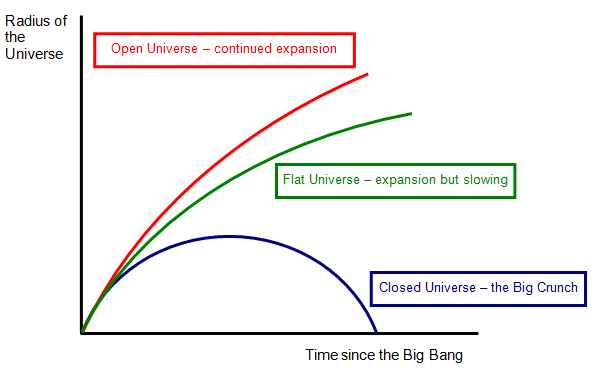 Radius of
the
Universe
Open Universe – continued expansion
Flat Universe – expansion but slowing
Closed Universe – the Big Crunch
Time since the Big Bang